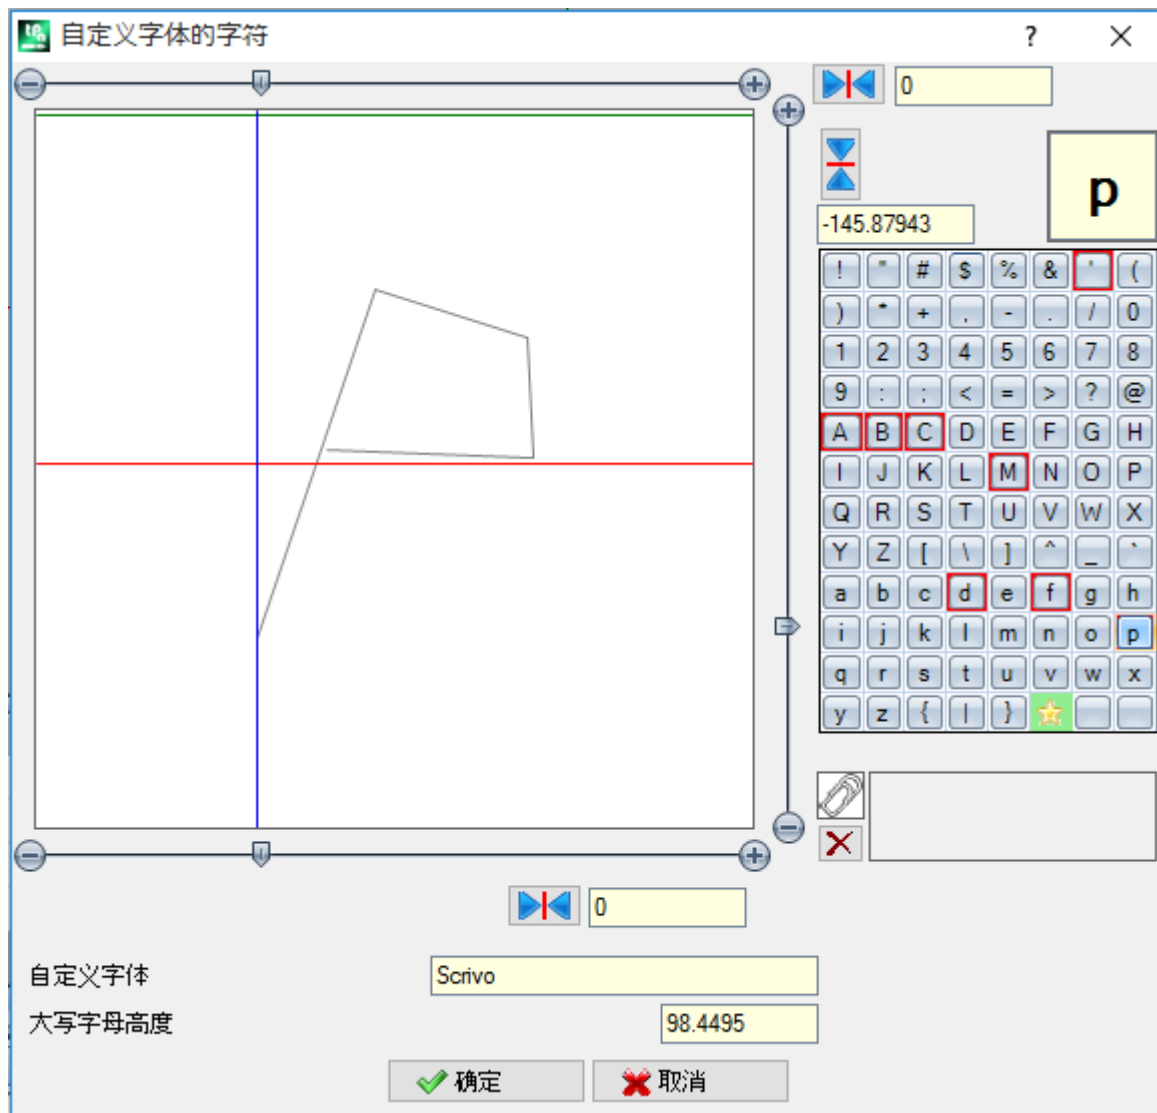 自定义字体的字符
?
0
p
-145.87943
! " # $ % & ' (
) * + , - . / 0
1 2 3 4 5 6 7 8
9 : ; < = > ? @
A B C D E F G H
I J K L M N O P
Q R S T U V W X
Y Z [ \ ] ^ _ `
a b c d e f g h
i j k l m n o p
q r s t u v w x
y z { | }
0
自定义字体 Scrivo
大写字母高度 98.4495
确定 取消